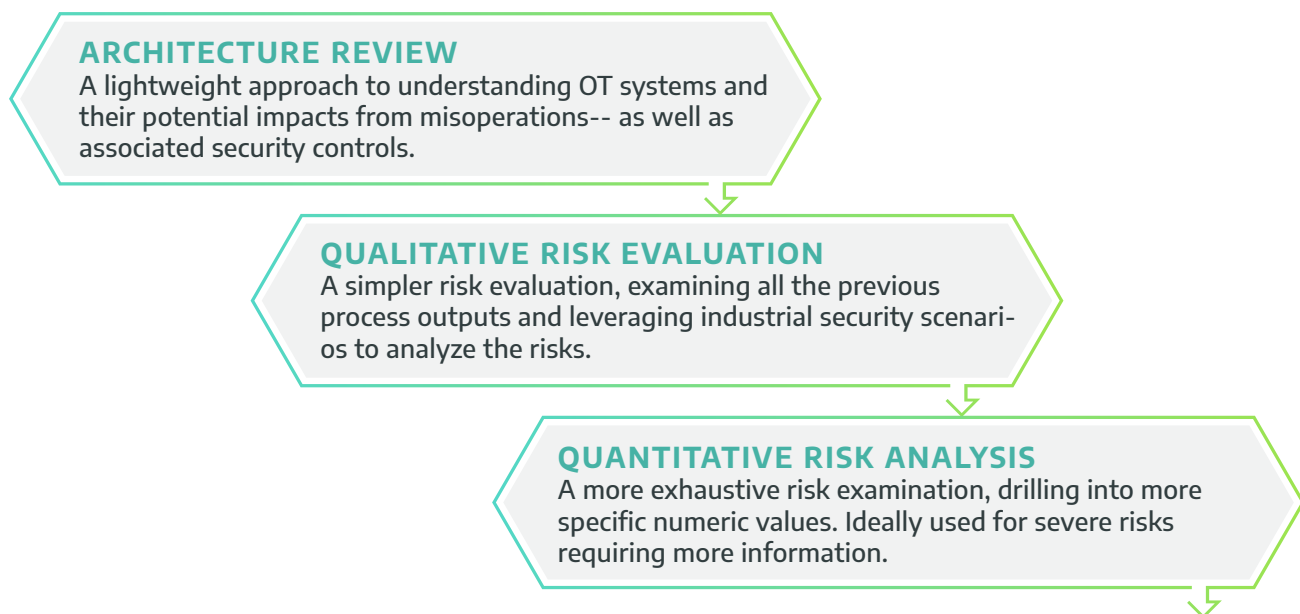 ARCHITECTURE REVIEW
A lightweight approach to understanding OT systems and
their potential impacts from misoperations-- as well as
associated security controls.
QUALITATIVE RISK EVALUATION
A simpler risk evaluation, examining all the previous
process outputs and leveraging industrial security scenari-
os to analyze the risks.
QUANTITATIVE RISK ANALYSIS
A more exhaustive risk examination, drilling into more
specific numeric values. Ideally used for severe risks
requiring more information.